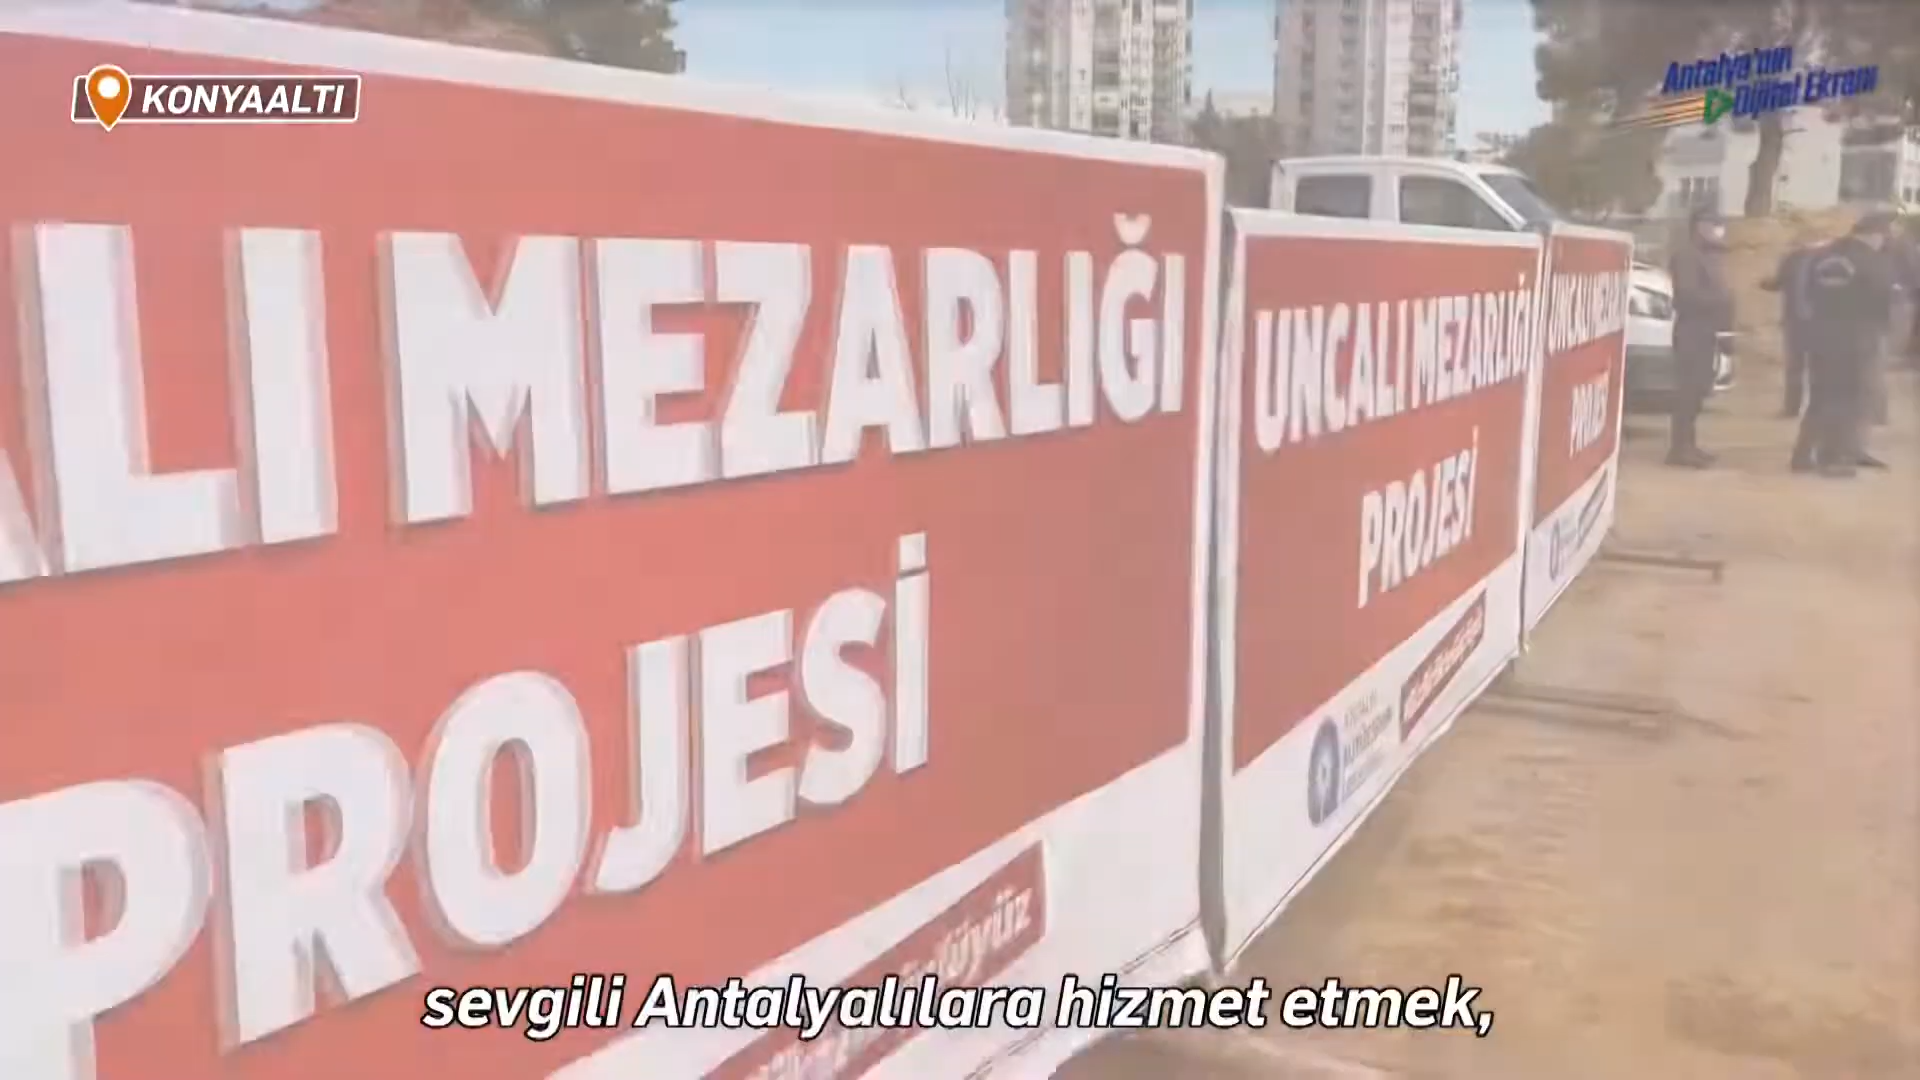 KONYAALTI
Antalya'nın
Dijital Ekranı
ALI MEZARLIĞI
PROJESİ
UNCALI MEZARLIĞI
PROJESİ
UNCALI MEZARLIĞI
PROJESİ
sevgili Antalyalılara hizmet etmek,